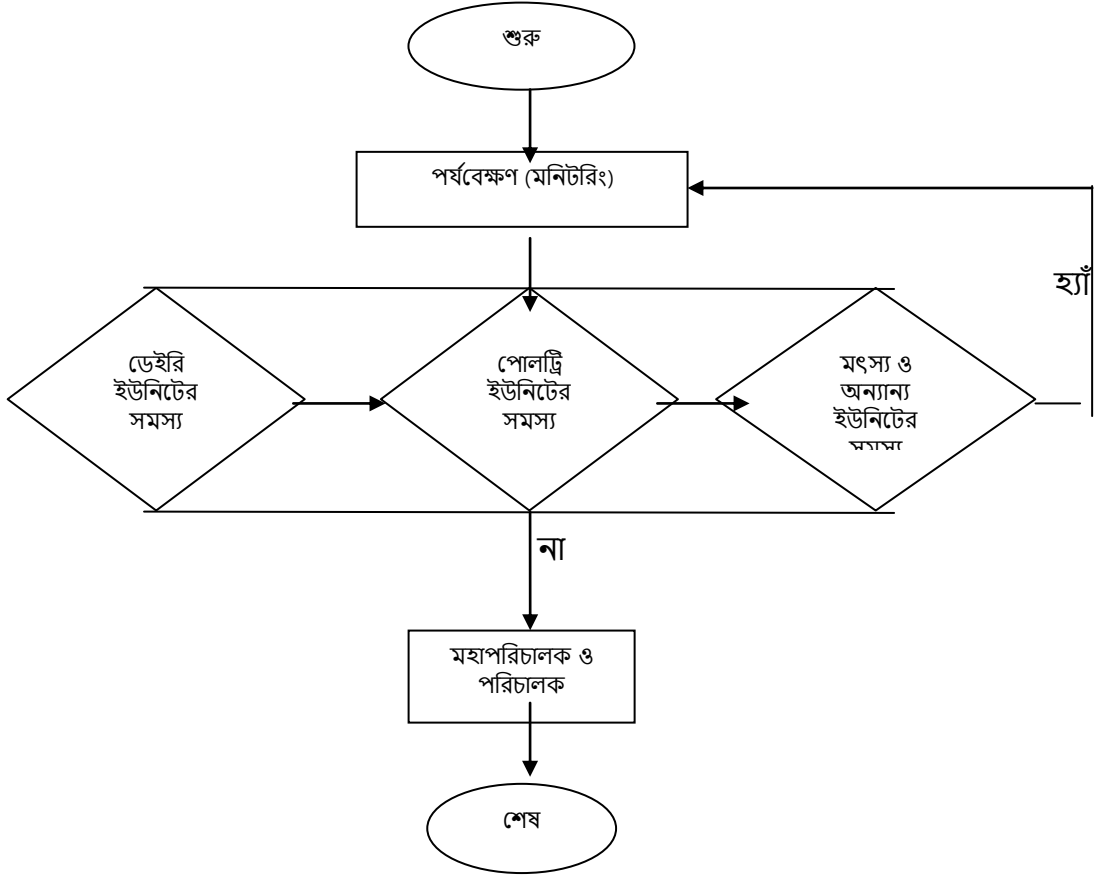 শুরু
পর্যবেক্ষণ (মনিটরিং)
হ্যাঁ
ডেইরি
ইউনিটের
সমস্য
পোলট্রি
ইউনিটের
সমস্য
মৎস্য ও
অন্যান্য
ইউনিটের
না
মহাপরিচালক ও
পরিচালক
শেষ